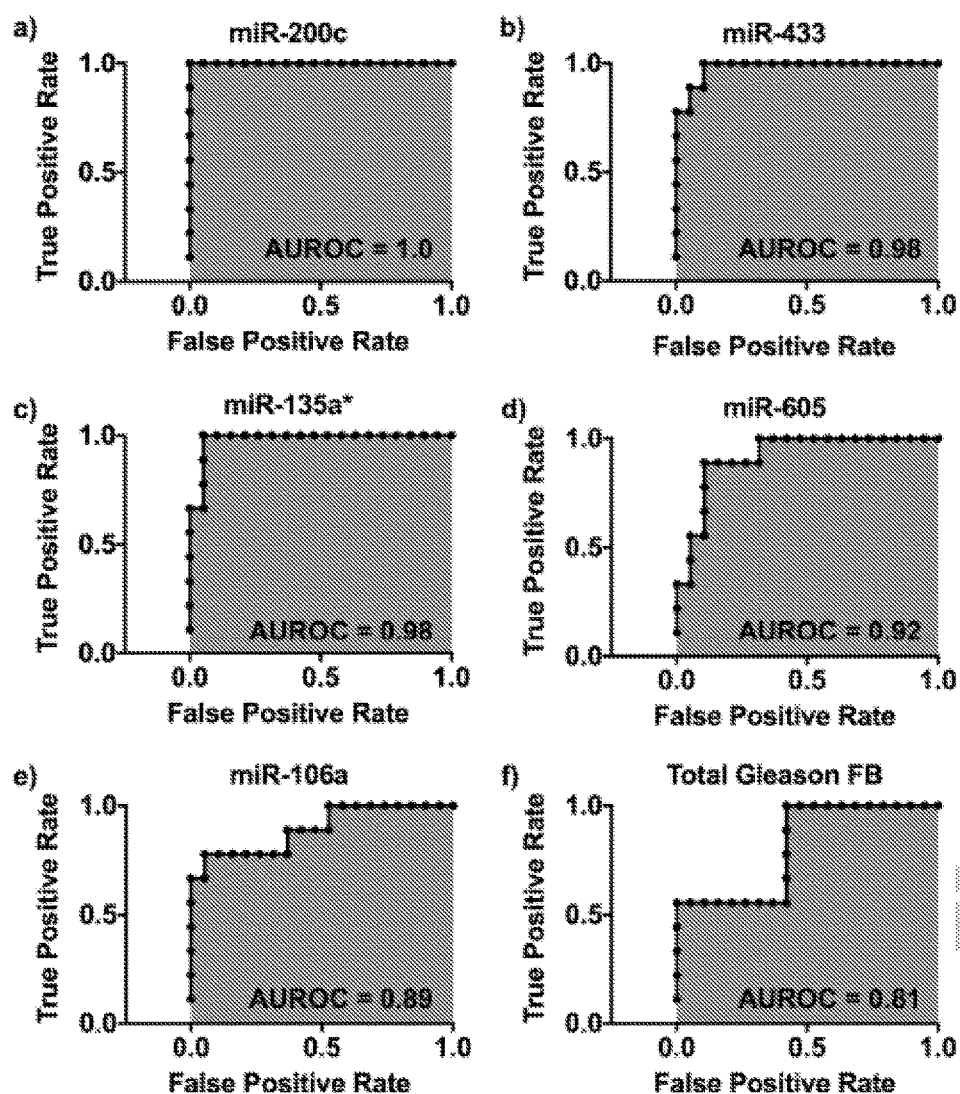 a)
miR-200c
True Positive Rate
1.0
0.5
0.0
AUROC = 1.0
0.0 0.5 1.0
False Positive Rate
b)
miR-433
True Positive Rate
1.0
0.5
0.0
AUROC = 0.98
0.0 0.5 1.0
False Positive Rate
c)
miR-135a*
True Positive Rate
1.0
0.5
0.0
AUROC = 0.98
0.0 0.5 1.0
False Positive Rate
d)
miR-605
True Positive Rate
1.0
0.5
0.0
AUROC = 0.92
0.0 0.5 1.0
False Positive Rate
e)
miR-106a
True Positive Rate
1.0
0.5
0.0
AUROC = 0.89
0.0 0.5 1.0
False Positive Rate
f)
Total Gleason FB
True Positive Rate
1.0
0.5
0.0
AUROC = 0.81
0.0 0.5 1.0
False Positive Rate